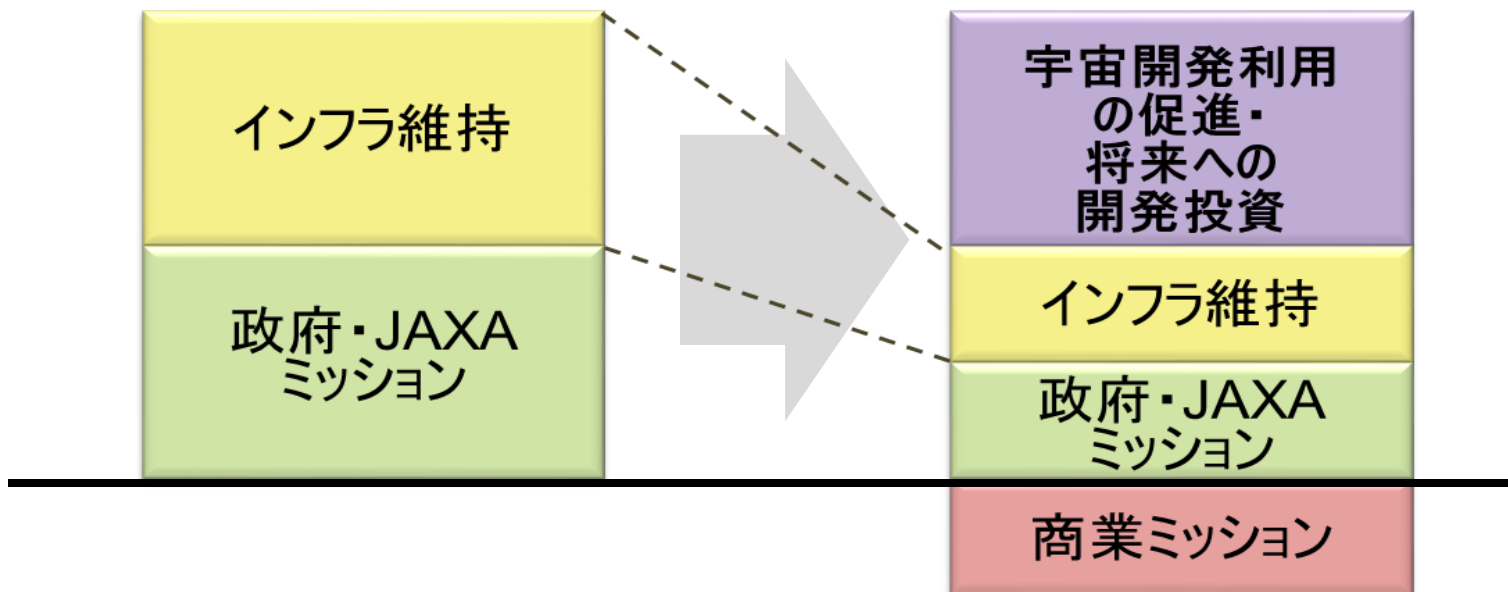 インフラ維持
政府・JAXA
ミッション
宇宙開発利用
の促進・
将来への
開発投資
インフラ維持
政府・JAXA
ミッション
商業ミッション